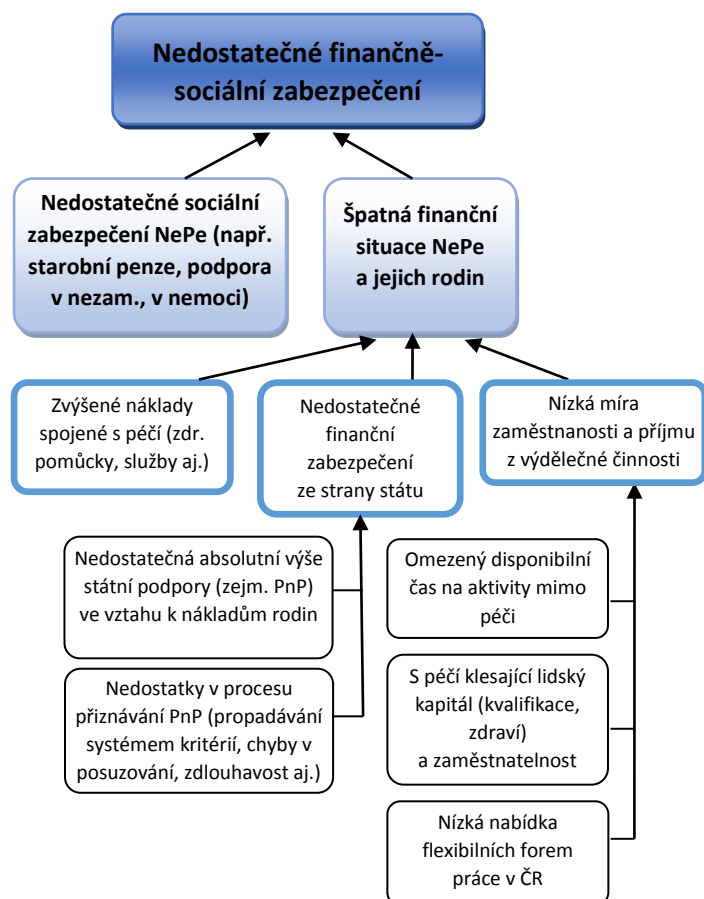 Nedostatečné finančně-
sociální zabezpečení
Nedostatečné sociální
zabezpečení NePe (např.
starobní penze, podpora
v nezam., v nemoci)
Špatná finanční
situace NePe
a jejich rodin
Zvýšené náklady
spojené s péčí (zdr.
pomůcky, služby aj.)
Nedostatečné
finanční
zabezpečení
ze strany státu
Nízká míra
zaměstnanosti a příjmu
z výdělečné činnosti
Nedostatečná absolutní výše
státní podpory (zejm. PnP)
ve vztahu k nákladům rodin
Nedostatky v procesu
přiznávání PnP (propadávání
systémem kritérií, chyby v
posuzování, zdlouhavost aj.)
Omezený disponibilní
čas na aktivity mimo
péči
S péčí klesající lidský
kapitál (kvalifikace,
zdraví)
a zaměstnatelnost
Nízká nabídka
flexibilních forem
práce v ČR